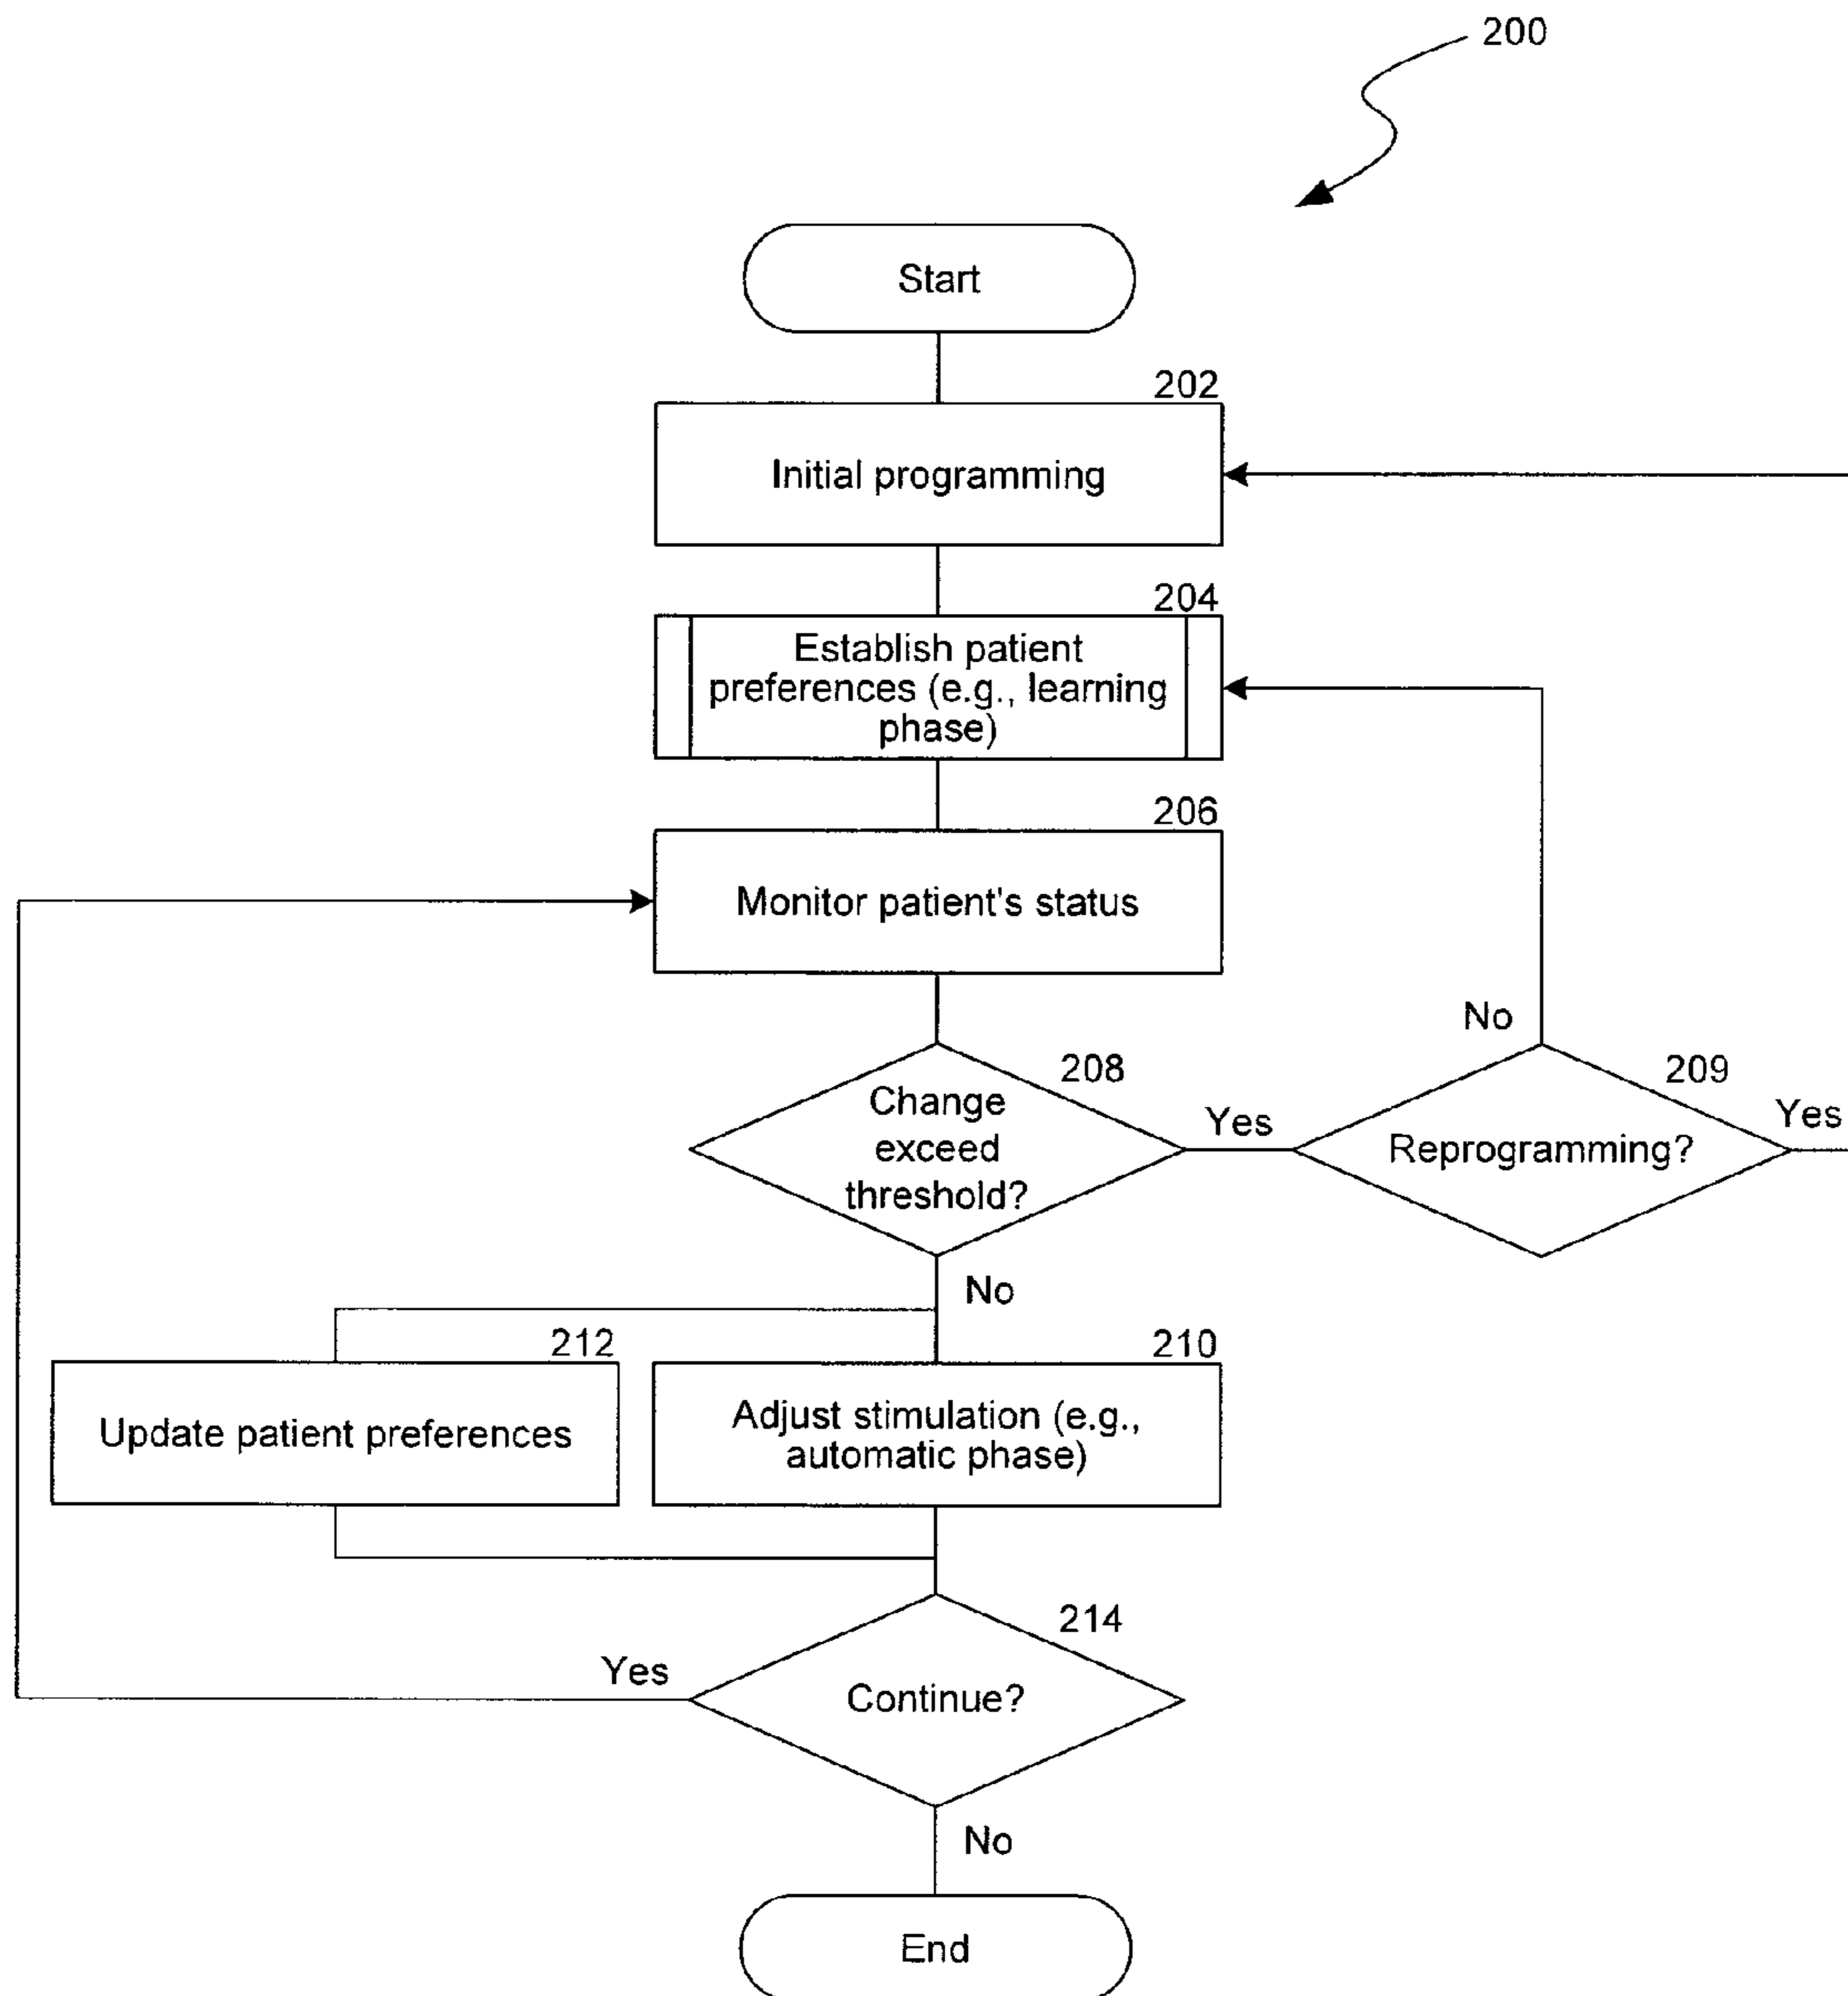 200
Start
202
Initial programming
204
Establish patient
preferences (e.g., learning
phase)
206
Monitor patient's status
No
208
209
Change
exceed
threshold?
Yes
Reprogramming?
Yes
No
212
210
Update patient preferences
Adjust stimulation (e.g.,
automatic phase)
214
Yes
Continue?
No
End